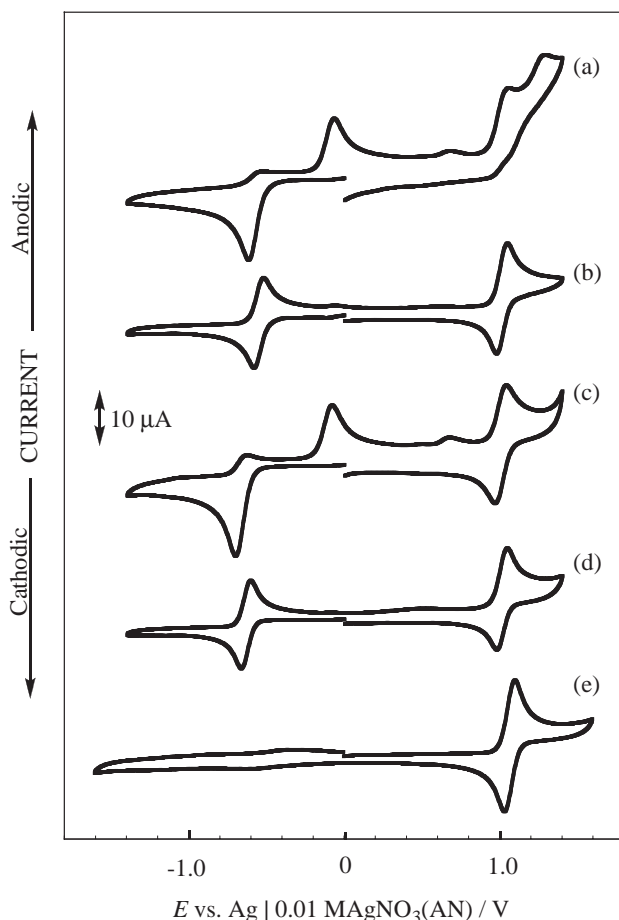 (a)
Anodic
(b)
CURRENT
10 μA
(c)
Cathodic
(d)
(e)
-1.0 0 1.0
E vs. Ag | 0.01 MAgNO₃(AN) / V